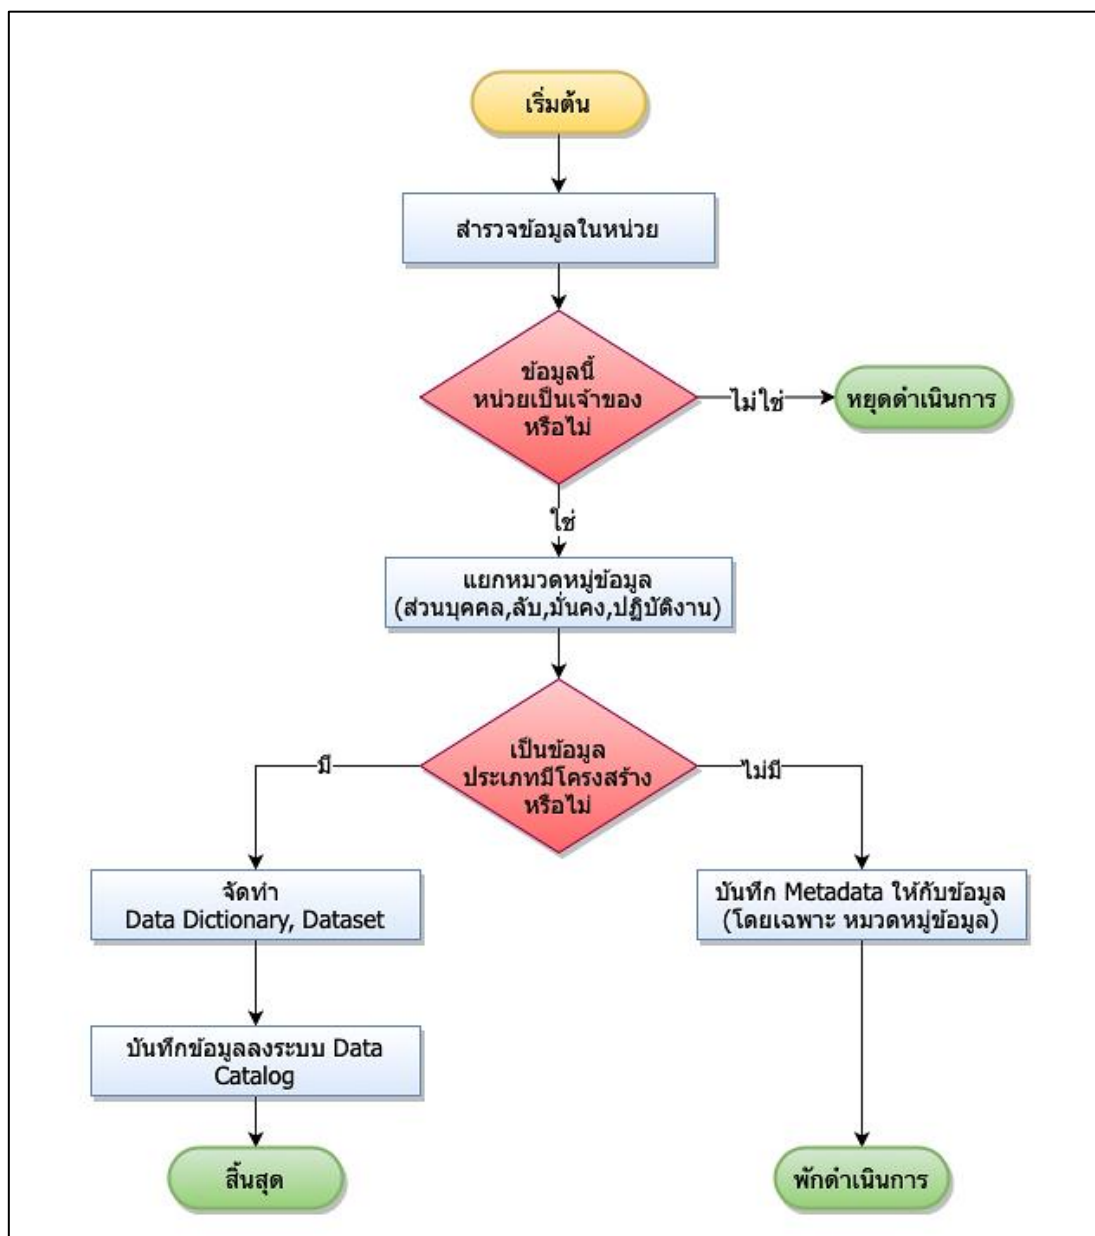 เริ่มต้น
สำรวจข้อมูลในหน่วย
ข้อมูลนี้
หน่วยเป็นเจ้าของ
หรือไม่
ไม่ใช่
หยุดดำเนินการ
ใช่
แยกหมวดหมู่ข้อมูล
(ส่วนบุคคล,ลับ,มั่นคง,ปฏิบัติงาน)
เป็นข้อมูล
ประเภทมีโครงสร้าง
หรือไม่
มี
ไม่มี
จัดทำ
Data Dictionary, Dataset
บันทึก Metadata ให้กับข้อมูล
(โดยเฉพาะ หมวดหมู่ข้อมูล)
บันทึกข้อมูลลงระบบ Data
Catalog
สิ้นสุด
พักดำเนินการ